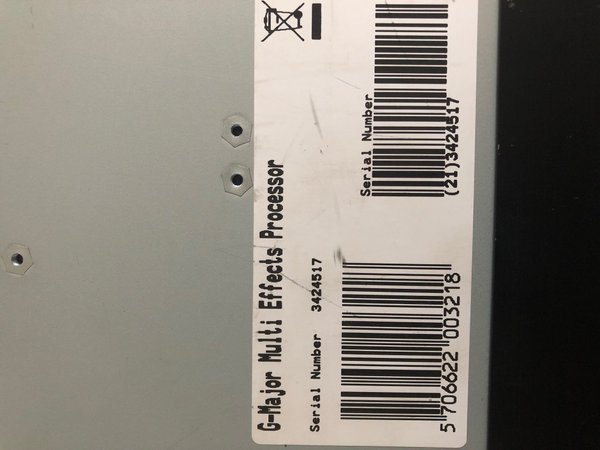 G-Major Multi Effects Processor
Serial Number 3424517
5 706622 003218
Serial Number
(21)3424517